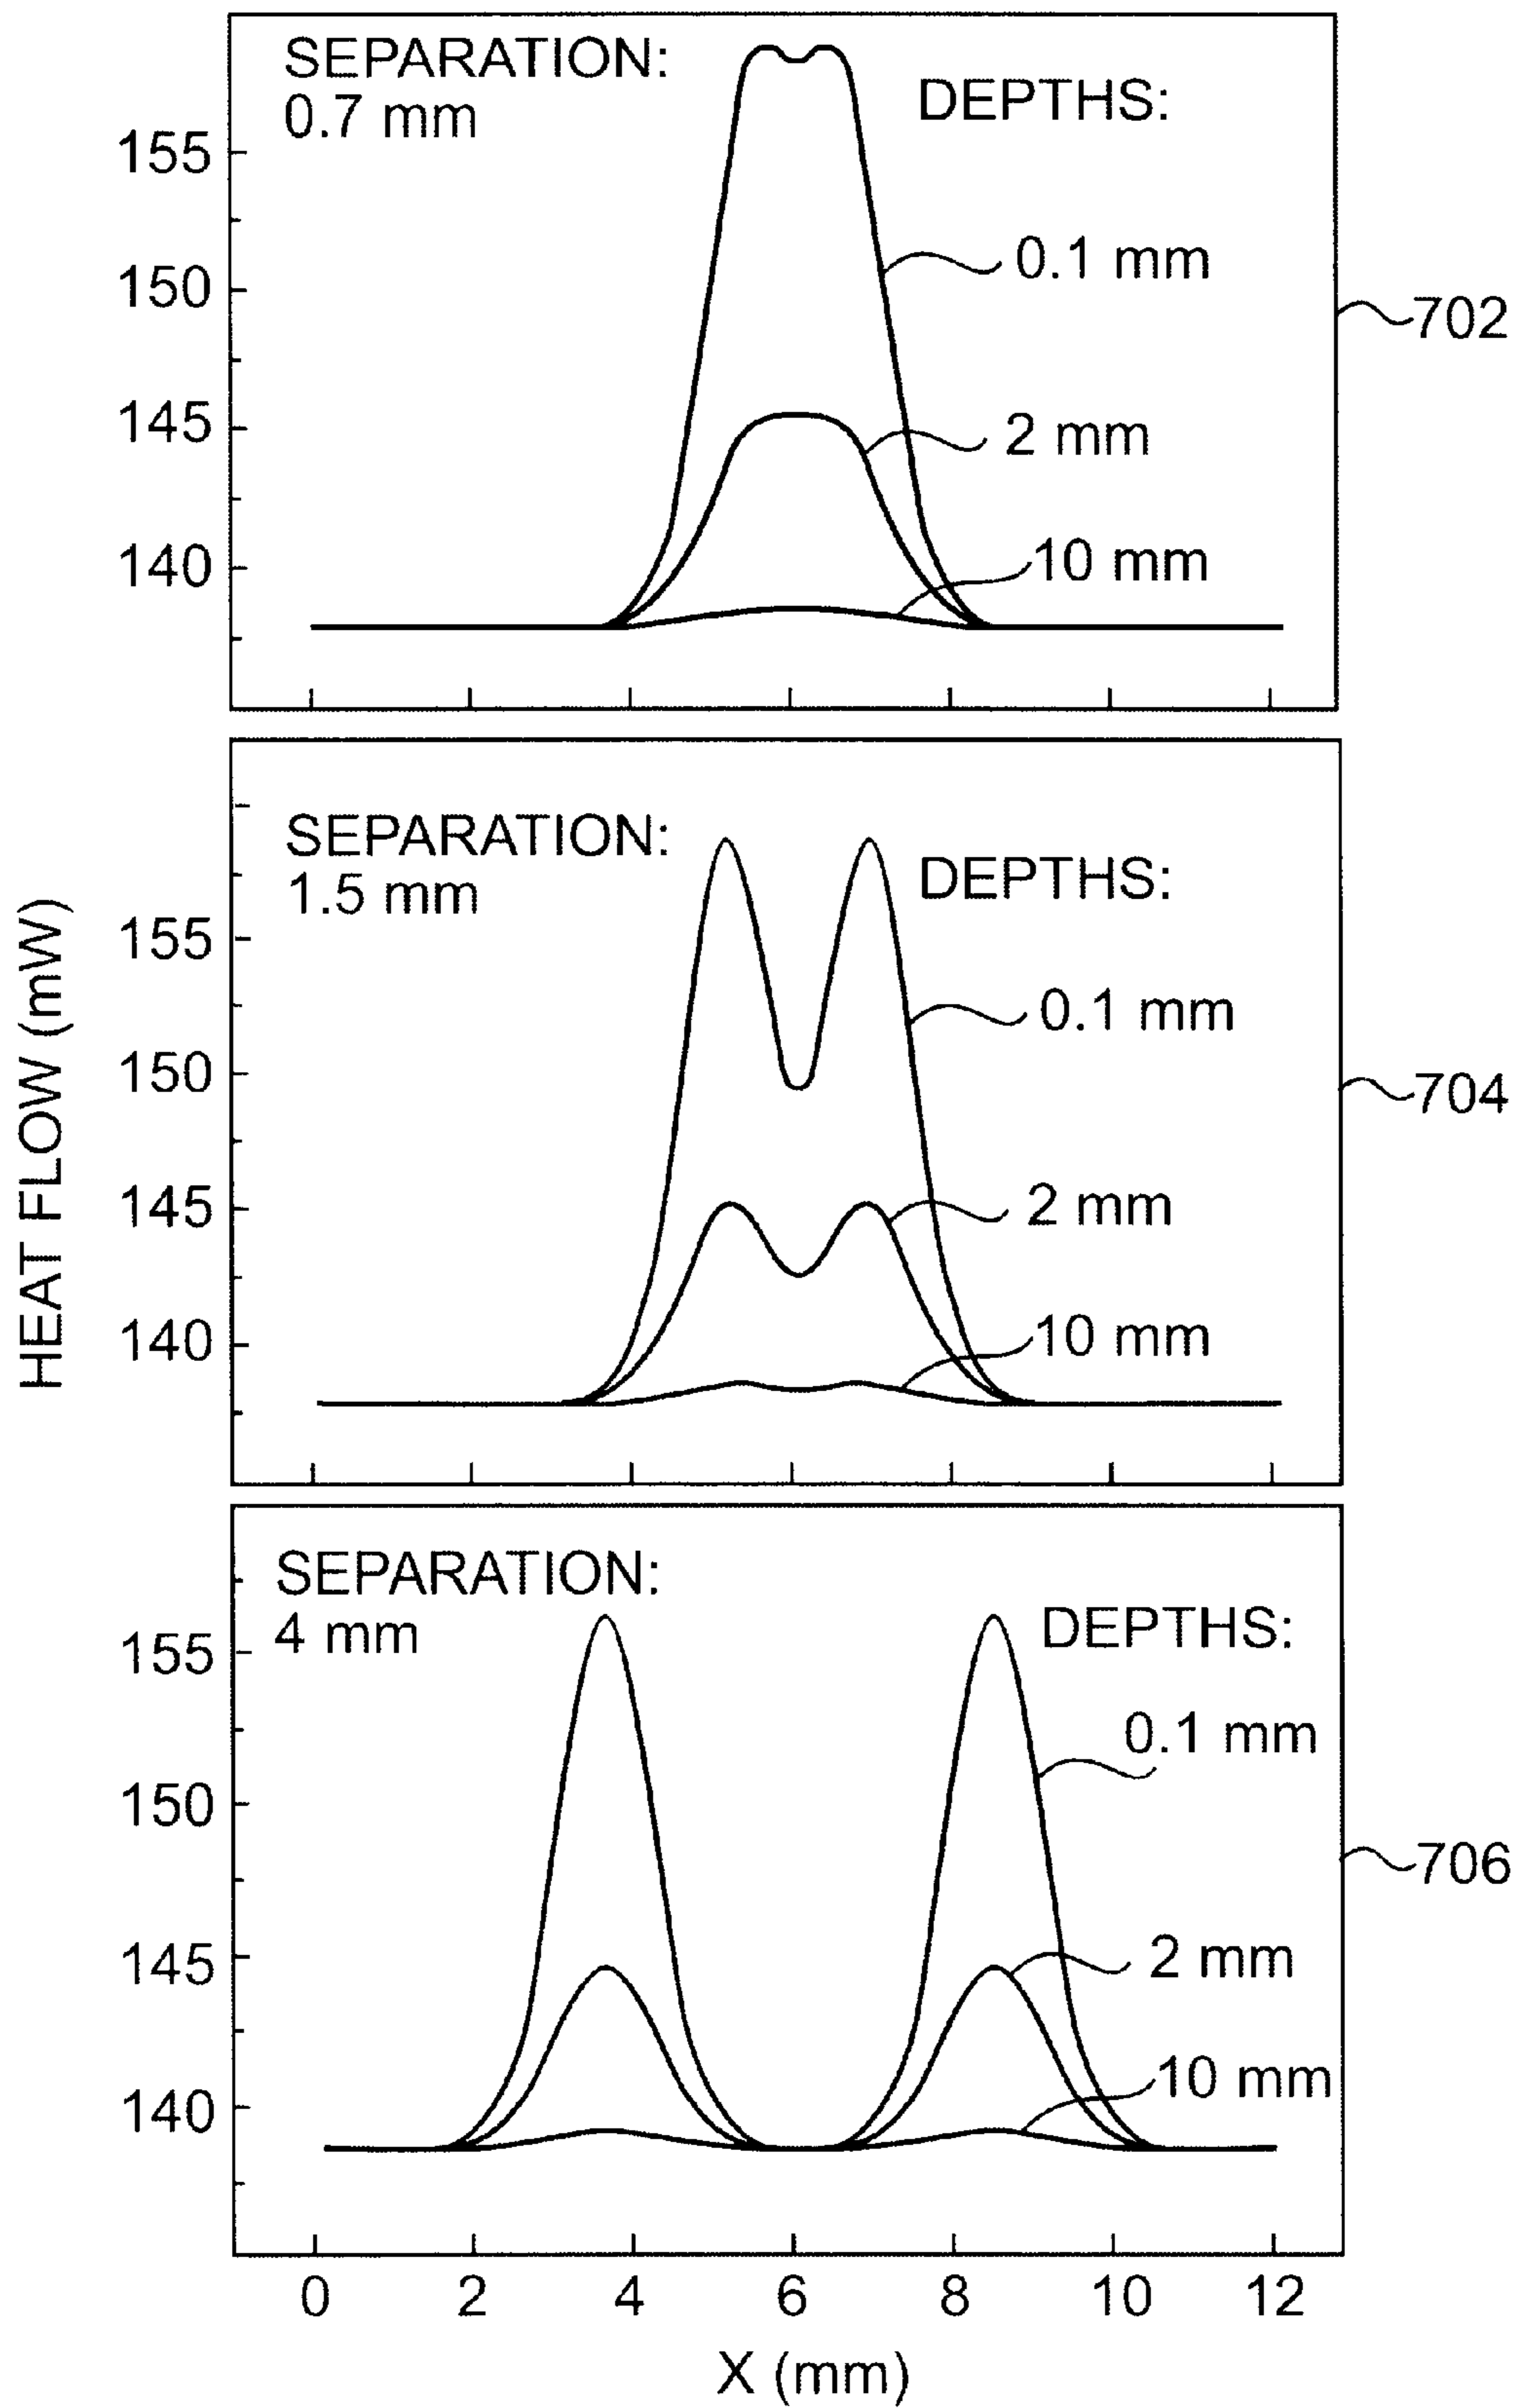 SEPARATION:
0.7 mm
DEPTHS:
155
150
145
140
0.1 mm
2 mm
10 mm
702
SEPARATION:
1.5 mm
DEPTHS:
155
150
145
140
0.1 mm
2 mm
10 mm
704
HEAT FLOW (mW)
SEPARATION:
4 mm
DEPTHS:
155
150
145
140
0.1 mm
2 mm
10 mm
706
0 2 4 6 8 10 12
X (mm)